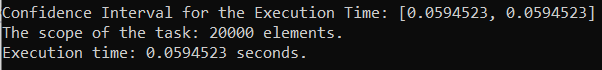 Confidence Interval for the Execution Time: [0.0594523, 0.0594523]
The scope of the task: 20000 elements.
Execution time: 0.0594523 seconds.